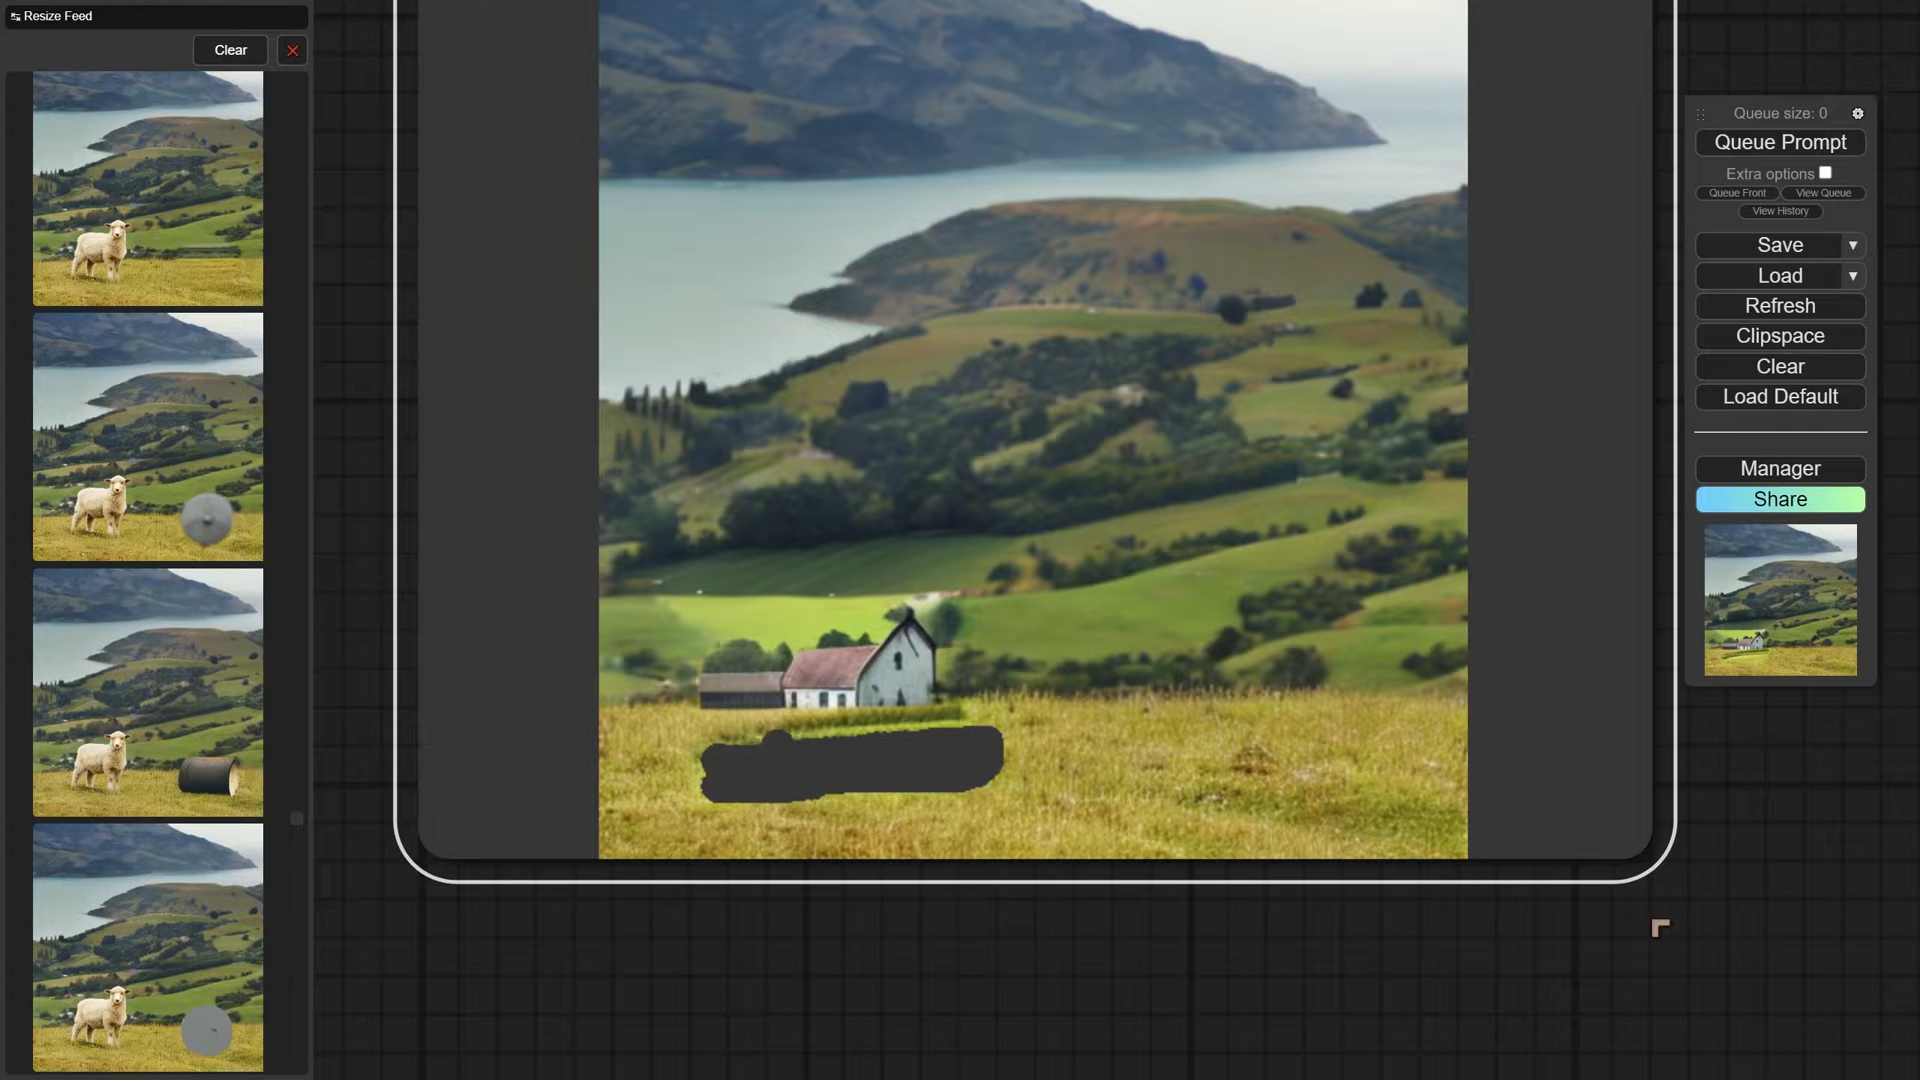 Resize Feed
Clear
Queue size: 0
Queue Prompt
Extra options
Queue Front
View Queue
View History
Save
Load
Refresh
Clipspace
Clear
Load Default
Manager
Share